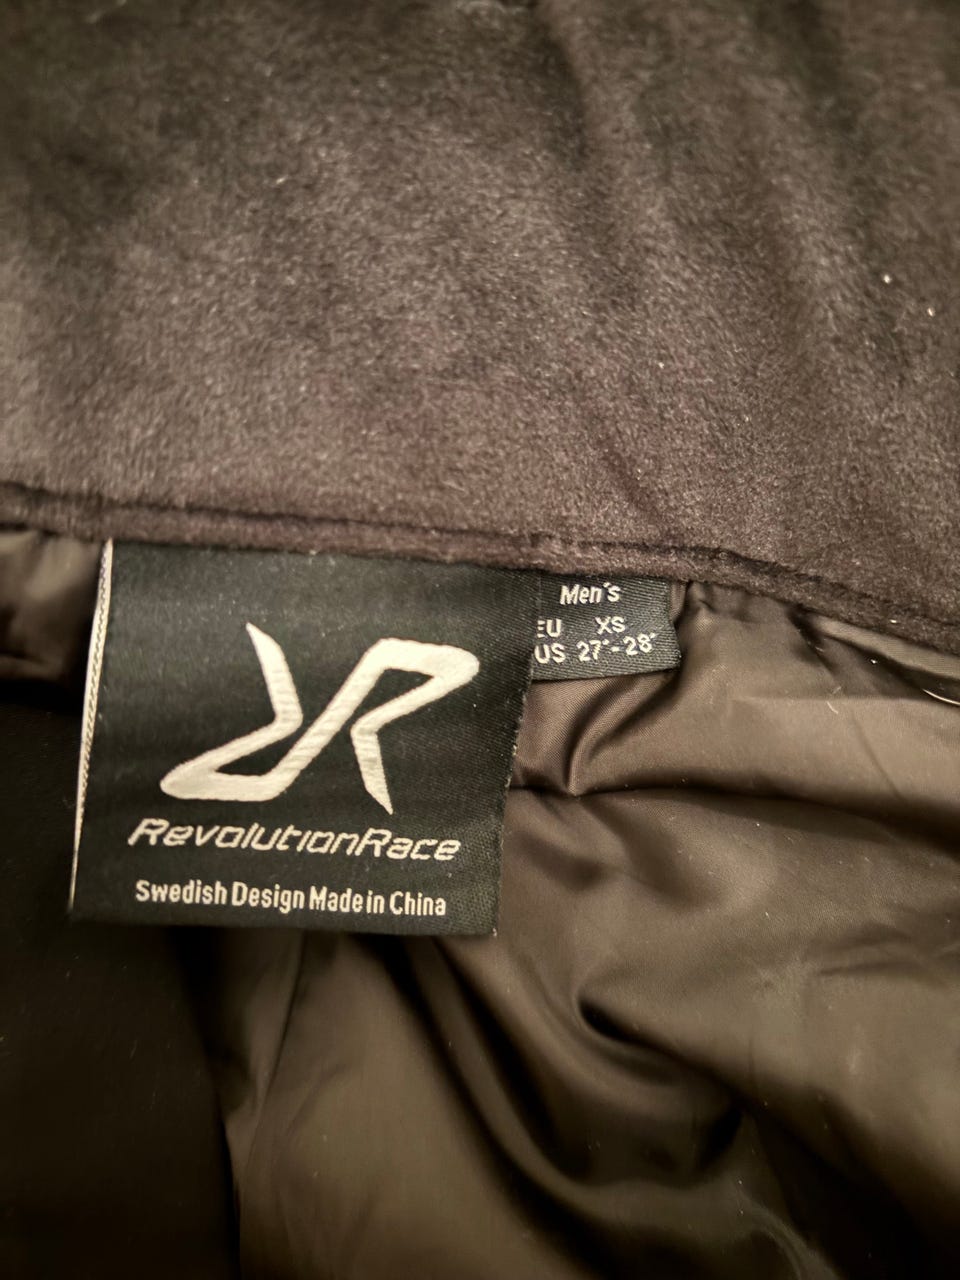 Men's
EU XS
US 27"-28"
RevolutionRace
Swedish Design Made in China